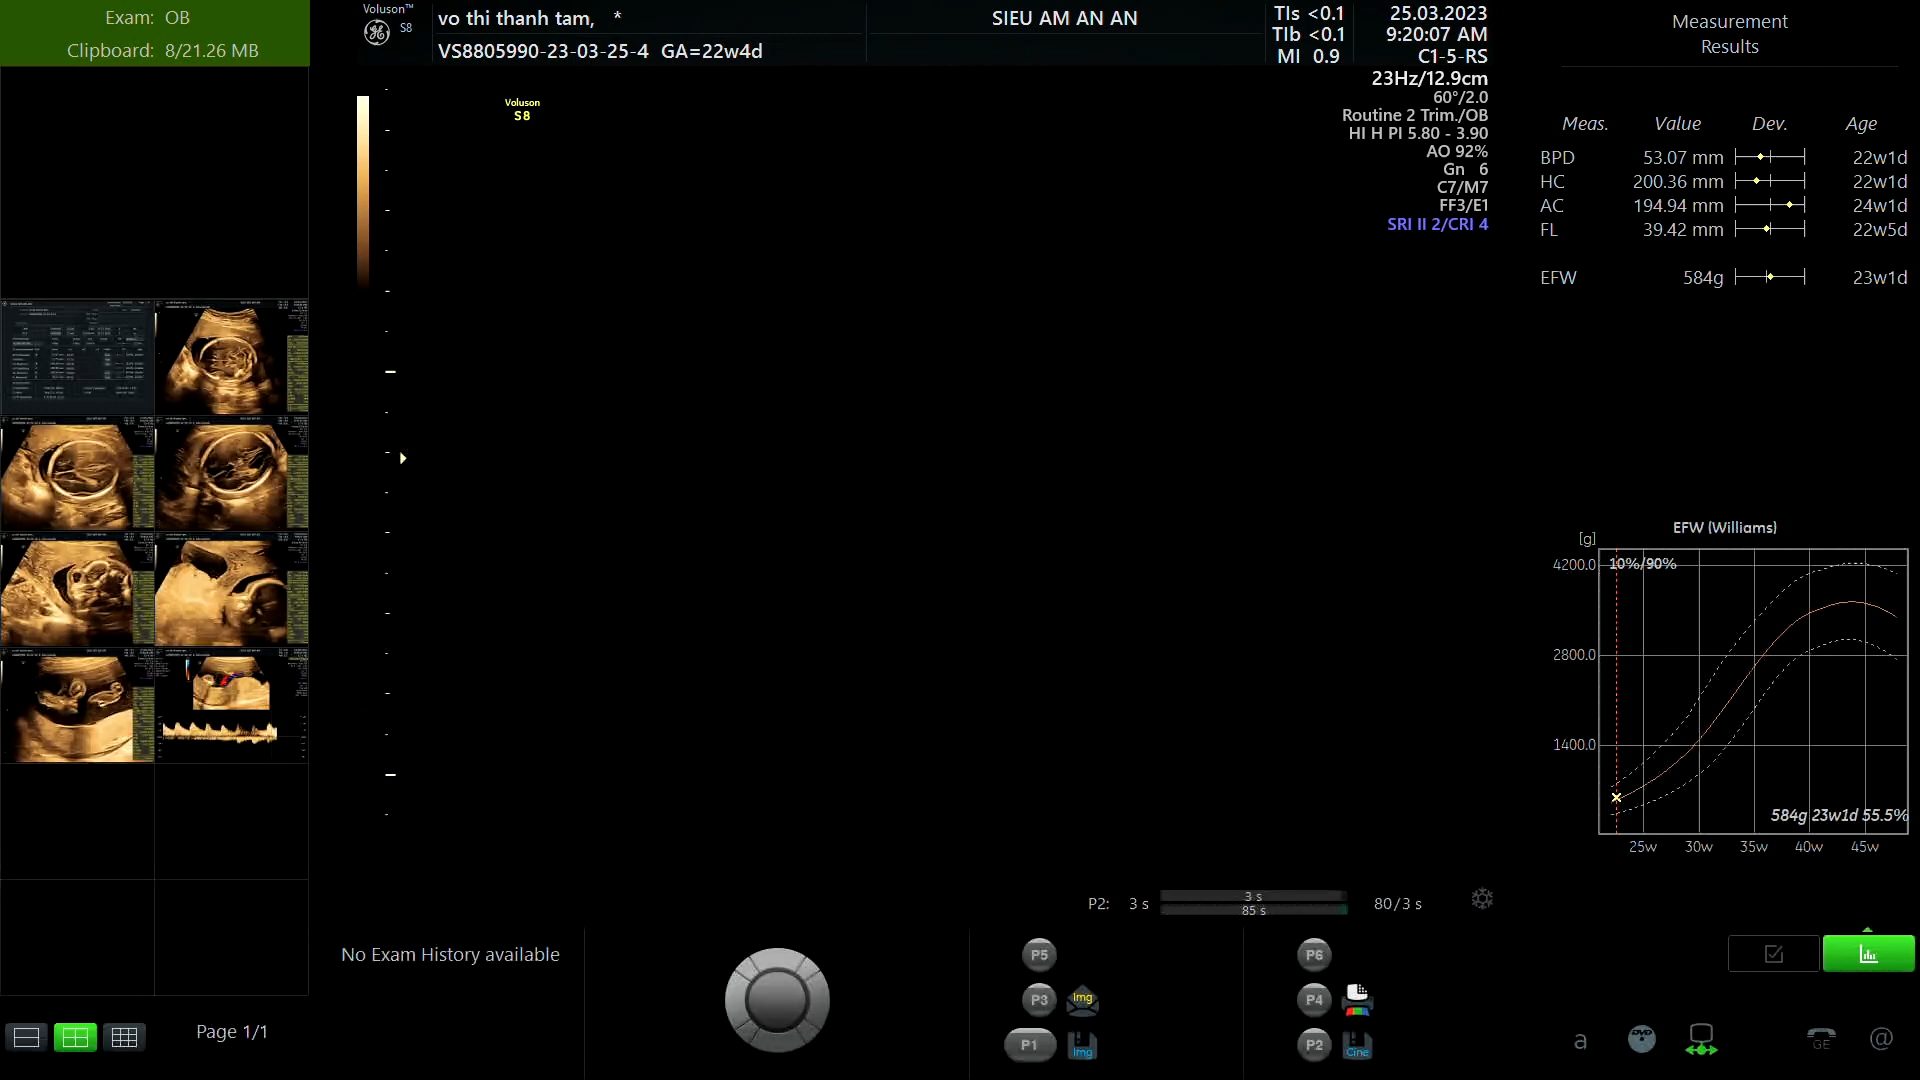 Exam: OB
Clipboard: 8/21.26 MB
Voluson™
S8
vo thi thanh tam, *
VS8805990-23-03-25-4 GA=22w4d
SIEU AM AN AN
TIs <0.1
TIb <0.1
MI 0.9
25.03.2023
9:20:07 AM
C1-5-RS
23Hz/12.9cm
60°/2.0
Routine 2 Trim./OB
HI H PI 5.80 - 3.90
AO 92%
Gn 6
C7/M7
FF3/E1
SRI II 2/CRI 4
Voluson
S8
Measurement
Results
Meas. Value Dev. Age
BPD 53.07 mm 22w1d
HC 200.36 mm 22w1d
AC 194.94 mm 24w1d
FL 39.42 mm 22w5d
EFW 584g 23w1d
EFW (Williams)
[g]
4200.0
10%/90%
2800.0
1400.0
584g 23w1d 55.5%
25w 30w 35w 40w 45w
P2: 3 s
3 s
85 s
80/3 s
No Exam History available
P5
P3 Img
P1 Img
P6
P4
P2 Cine
Page 1/1
a
DVD
GE
@